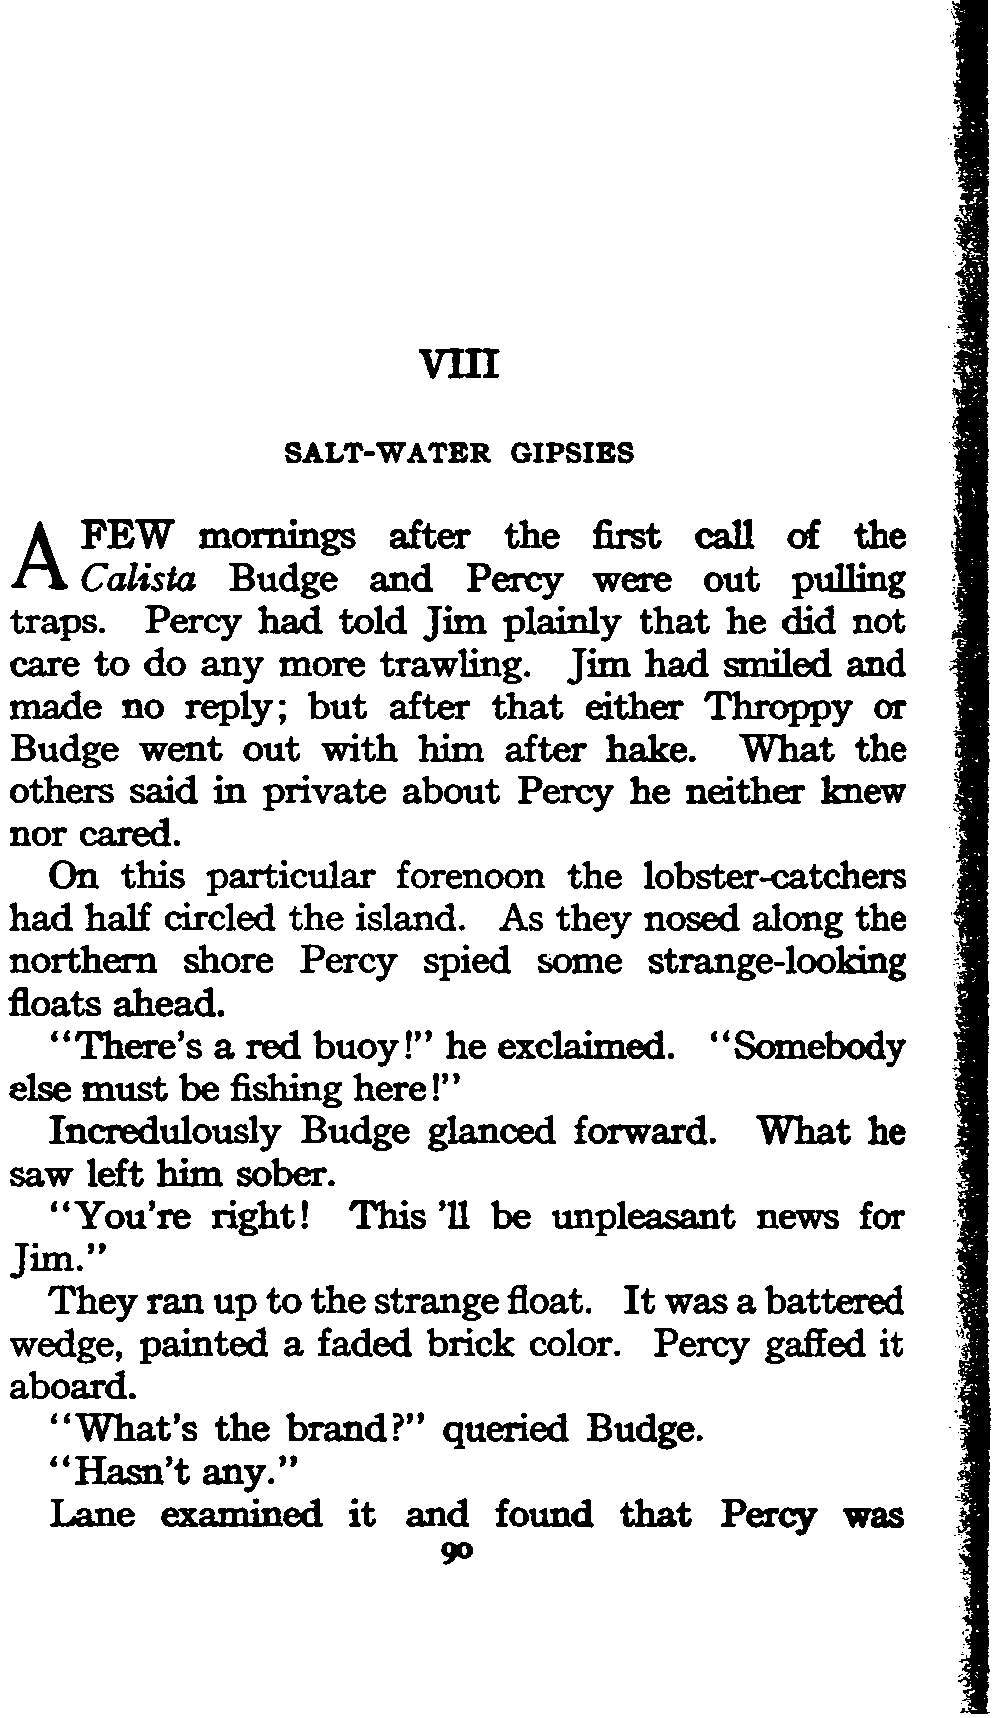 VIII
SALT-WATER GIPSIES
A FEW mornings after the first call of the
Calista Budge and Percy were out pulling
traps. Percy had told Jim plainly that he did not
care to do any more trawling. Jim had smiled and
made no reply; but after that either Throppy or
Budge went out with him after hake. What the
others said in private about Percy he neither knew
nor cared.
On this particular forenoon the lobster-catchers
had half circled the island. As they nosed along the
northern shore Percy spied some strange-looking
floats ahead.
"There's a red buoy!" he exclaimed. "Somebody
else must be fishing here!"
Incredulously Budge glanced forward. What he
saw left him sober.
"You're right! This 'll be unpleasant news for
Jim."
They ran up to the strange float. It was a battered
wedge, painted a faded brick color. Percy gaffed it
aboard.
"What's the brand?" queried Budge.
"Hasn't any."
Lane examined it and found that Percy was
90